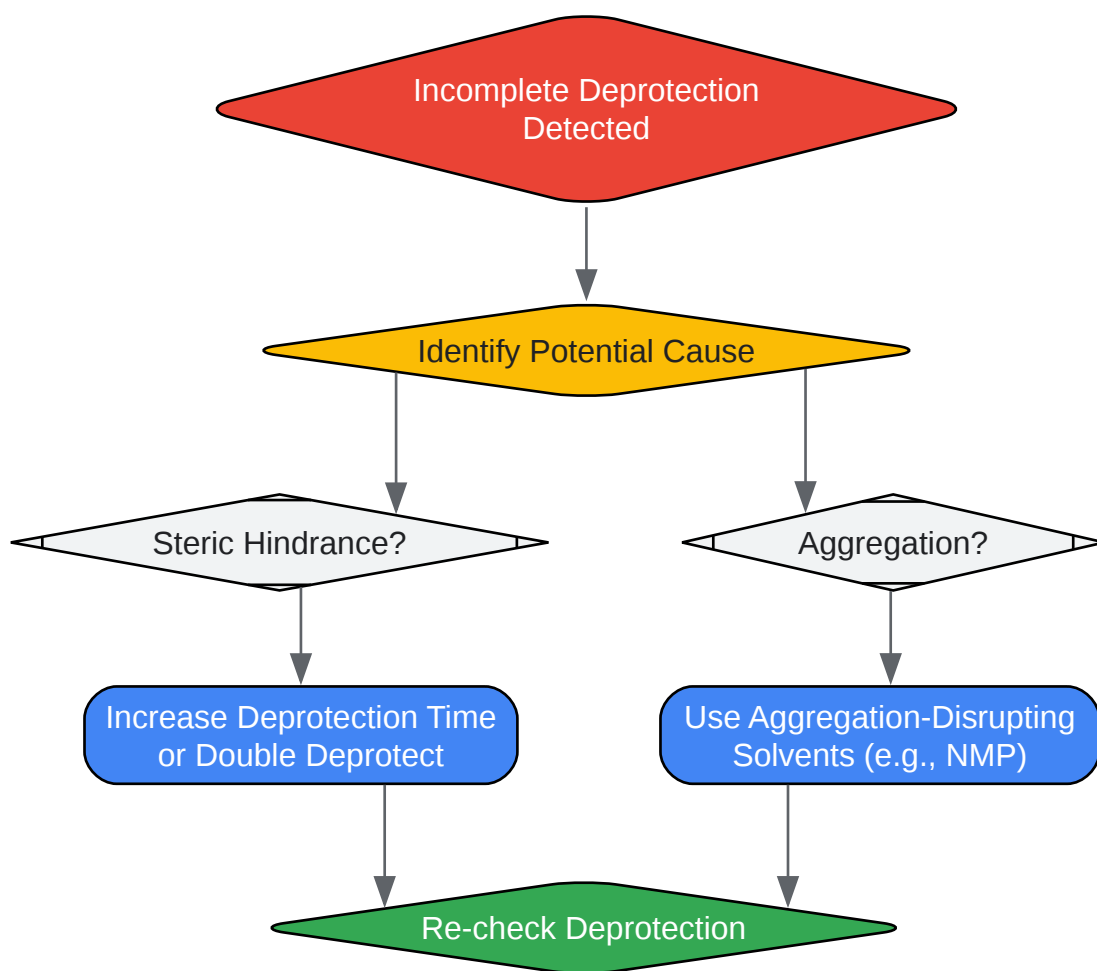 Incomplete Deprotection
Detected
Identify Potential Cause
Steric Hindrance?
Aggregation?
Increase Deprotection Time
or Double Deprotect
Use Aggregation-Disrupting
Solvents (e.g., NMP)
Re-check Deprotection